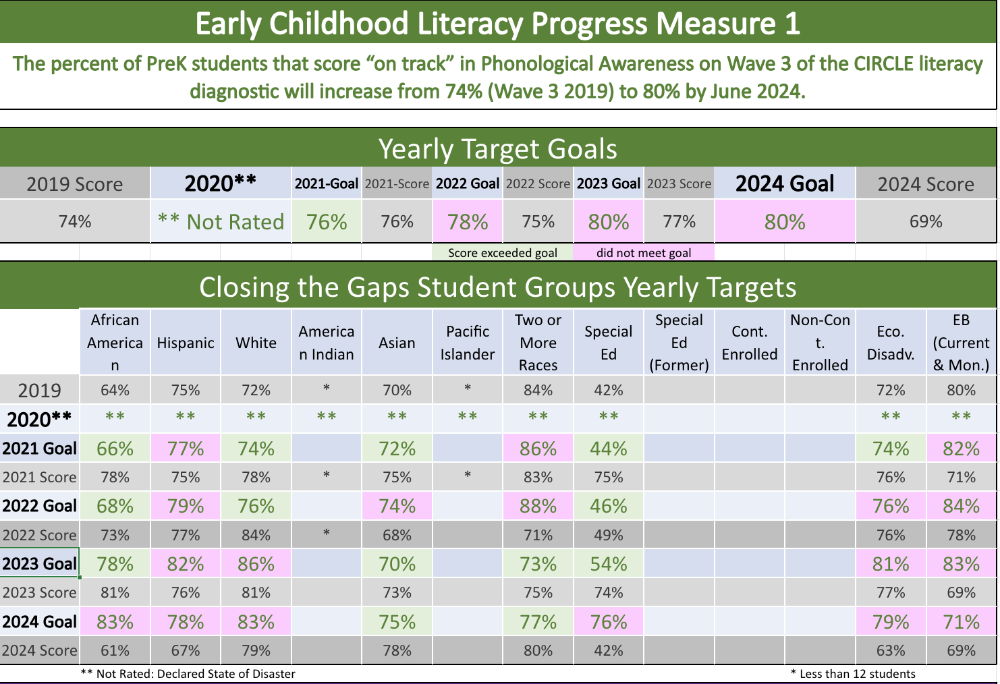 Early Childhood Literacy Progress Measure 1
The percent of PreK students that score “on track” in Phonological Awareness on Wave 3 of the CIRCLE literacy
diagnostic will increase from 74% (Wave 3 2019) to 80% by June 2024.
Yearly Target Goals
2019 Score 2020** 2021-Goal 2021-Score 2022 Goal 2022 Score 2023 Goal 2023 Score 2024 Goal 2024 Score
74% ** Not Rated 76% 76% 78% 75% 80% 77% 80% 69%
Score exceeded goal did not meet goal
Closing the Gaps Student Groups Yearly Targets
African
America
n
Hispanic
White
America
n Indian
Asian
Pacific
Islander
Two or
More
Races
Special
Ed
Special
Ed
(Former)
Cont.
Enrolled
Non-Con
t.
Enrolled
Eco.
Disadv.
EB
(Current
& Mon.)
2019 64% 75% 72% * 70% * 84% 42% 72% 80%
2020** ** ** ** ** ** ** ** ** ** **
2021 Goal 66% 77% 74% 72% 86% 44% 74% 82%
2021 Score 78% 75% 78% * 75% * 83% 75% 76% 71%
2022 Goal 68% 79% 76% 74% 88% 46% 76% 84%
2022 Score 73% 77% 84% * 68% 71% 49% 76% 78%
2023 Goal 78% 82% 86% 70% 73% 54% 81% 83%
2023 Score 81% 76% 81% 73% 75% 74% 77% 69%
2024 Goal 83% 78% 83% 75% 77% 76% 79% 71%
2024 Score 61% 67% 79% 78% 80% 42% 63% 69%
** Not Rated: Declared State of Disaster * Less than 12 students